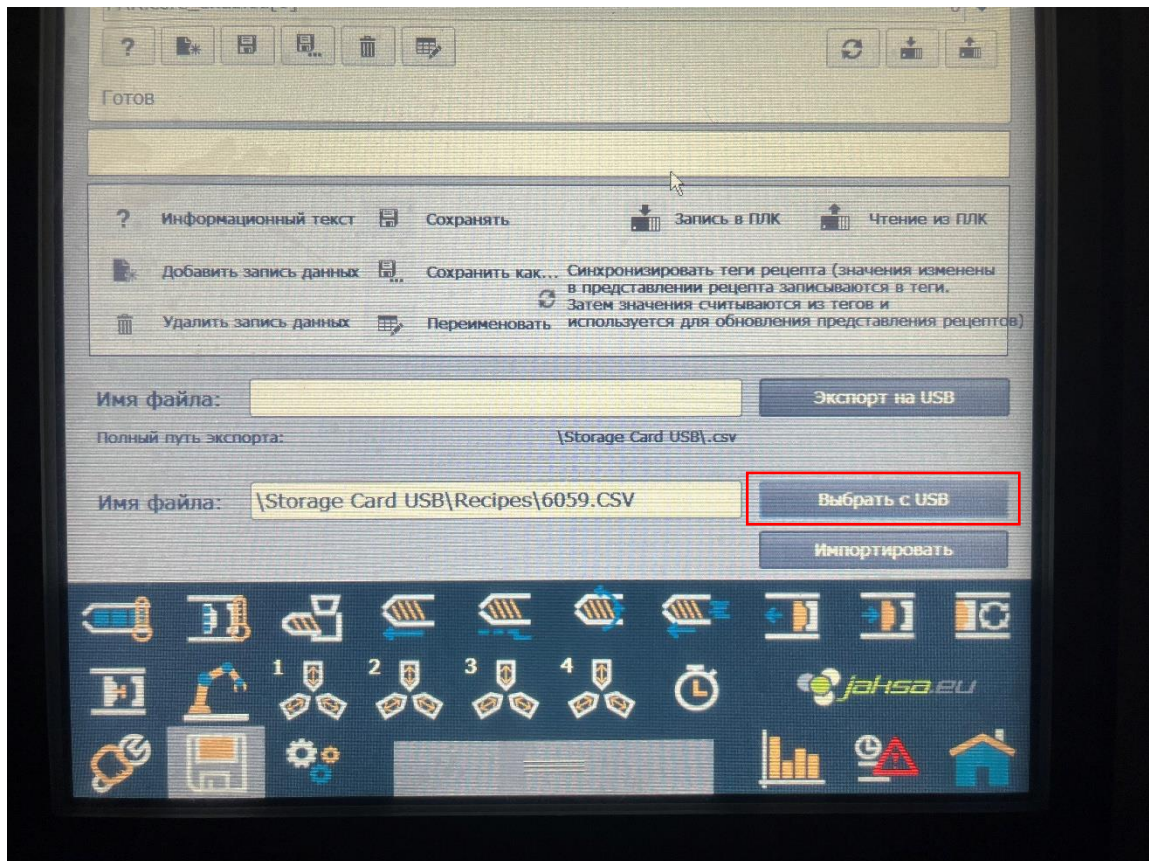 ?
Готов
? Информационный текст Сохранять Запись в ПЛК Чтение из ПЛК
Добавить запись данных Сохранить как... Синхронизировать теги рецепта (значения изменены
в представлении рецепта записываются в теги.
Затем значения считываются из тегов и
Удалить запись данных Переименовать используется для обновления представления рецептов)
Имя файла: Экспорт на USB
Полный путь экспорта: \Storage Card USB\.csv
Имя файла: \Storage Card USB\Recipes\6059.CSV Выбрать с USB
Импортировать
1 2 3 4
jaksa.eu